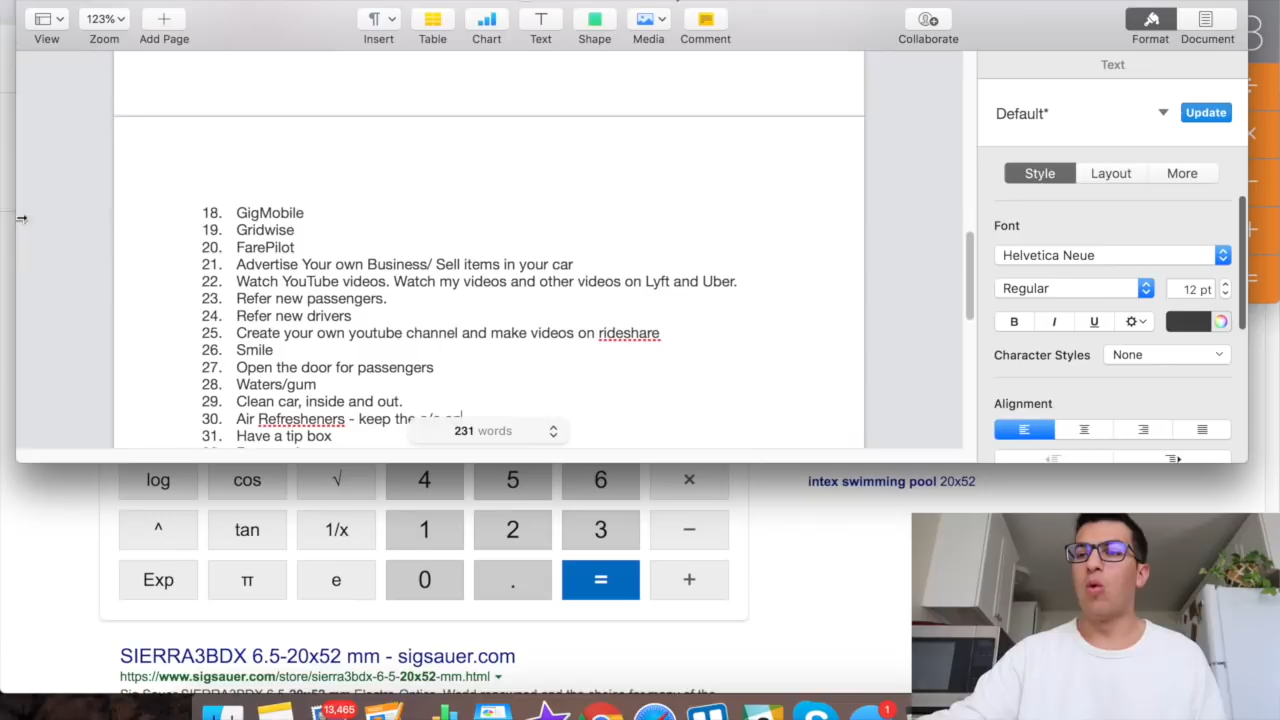 123%
View
Zoom
Add Page
Insert
Table
Chart
Text
Shape
Media
Comment
Collaborate
Format
Document
Text
Default*
Update
Style
Layout
More
Font
Helvetica Neue
Regular
12 pt
B
I
U
Character Styles
None
Alignment
18. GigMobile
19. Gridwise
20. FarePilot
21. Advertise Your own Business/ Sell items in your car
22. Watch YouTube videos. Watch my videos and other videos on Lyft and Uber.
23. Refer new passengers.
24. Refer new drivers
25. Create your own youtube channel and make videos on rideshare
26. Smile
27. Open the door for passengers
28. Waters/gum
29. Clean car, inside and out.
30. Air Refresheners - keep the a/c on
31. Have a tip box
231 words
log cos √ 4 5 6 ×
^ tan 1/x 1 2 3 −
Exp π e 0 . = +
intex swimming pool 20x52
SIERRA3BDX 6.5-20x52 mm - sigsauer.com
https://www.sigsauer.com/store/sierra3bdx-6-5-20x52-mm.html
13,465
1